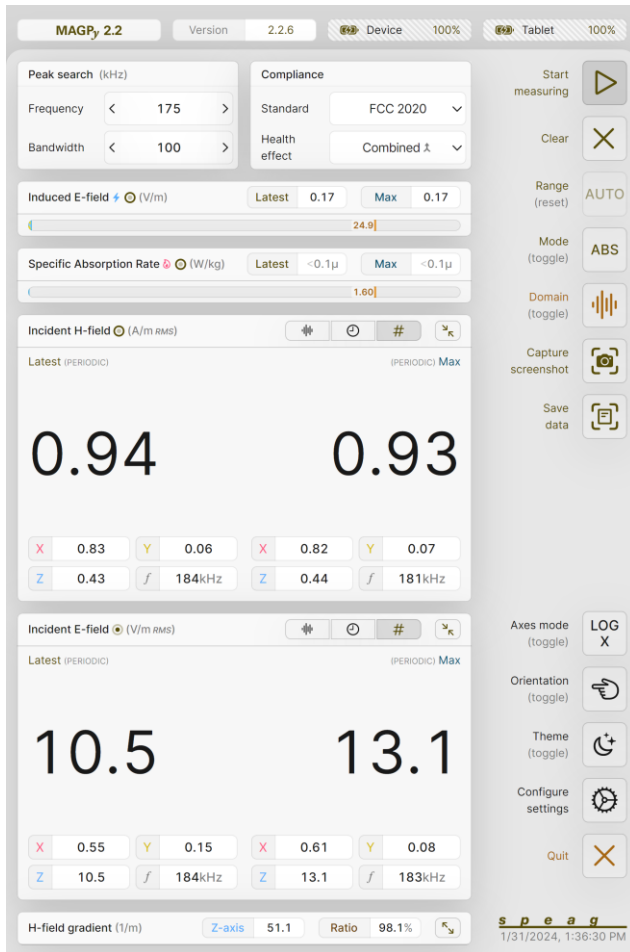 MAGPy 2.2 Version 2.2.6 Device 100% Tablet 100%
Peak search (kHz)
Frequency < 175 >
Bandwidth < 100 >
Compliance
Standard FCC 2020
Health
effect
Combined
Induced E-field (V/m) Latest 0.17 Max 0.17
24.9
Specific Absorption Rate (W/kg) Latest <0.1μ Max <0.1μ
1.60
Incident H-field (A/m RMS) #
Latest (PERIODIC) (PERIODIC) Max
0.94 0.93
X 0.83 Y 0.06 X 0.82 Y 0.07
Z 0.43 f 184kHz Z 0.44 f 181kHz
Incident E-field (V/m RMS) #
Latest (PERIODIC) (PERIODIC) Max
10.5 13.1
X 0.55 Y 0.15 X 0.61 Y 0.08
Z 10.5 f 184kHz Z 13.1 f 183kHz
H-field gradient (1/m) Z-axis 51.1 Ratio 98.1%
Start
measuring
Clear
Range
(reset)
AUTO
Mode
(toggle)
ABS
Domain
(toggle)
Capture
screenshot
Save
data
Axes mode
(toggle)
LOG
X
Orientation
(toggle)
Theme
(toggle)
Configure
settings
Quit
speag
1/31/2024, 1:36:30 PM